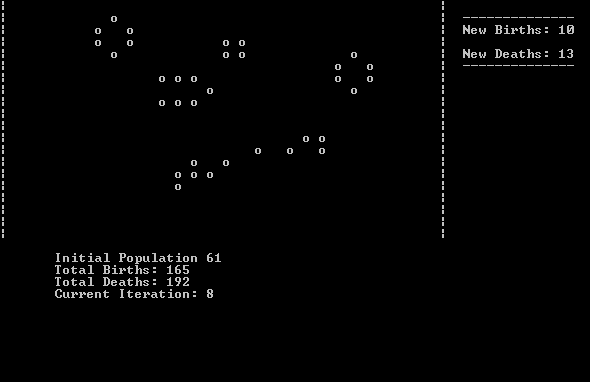 New Births: 10
New Deaths: 13
Initial Population 61
Total Births: 165
Total Deaths: 192
Current Iteration: 8